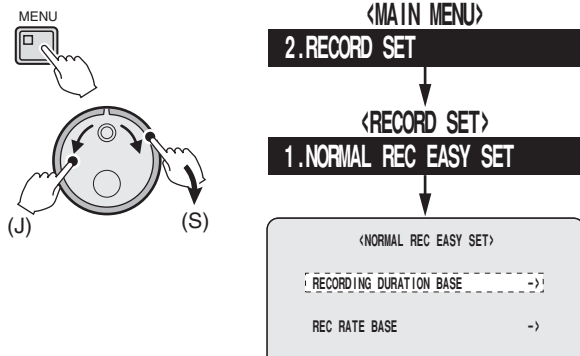 MENU
(J)
(S)
<MAIN MENU>
2.RECORD SET
<RECORD SET>
1.NORMAL REC EASY SET
<NORMAL REC EASY SET>
RECORDING DURATION BASE ->
REC RATE BASE ->